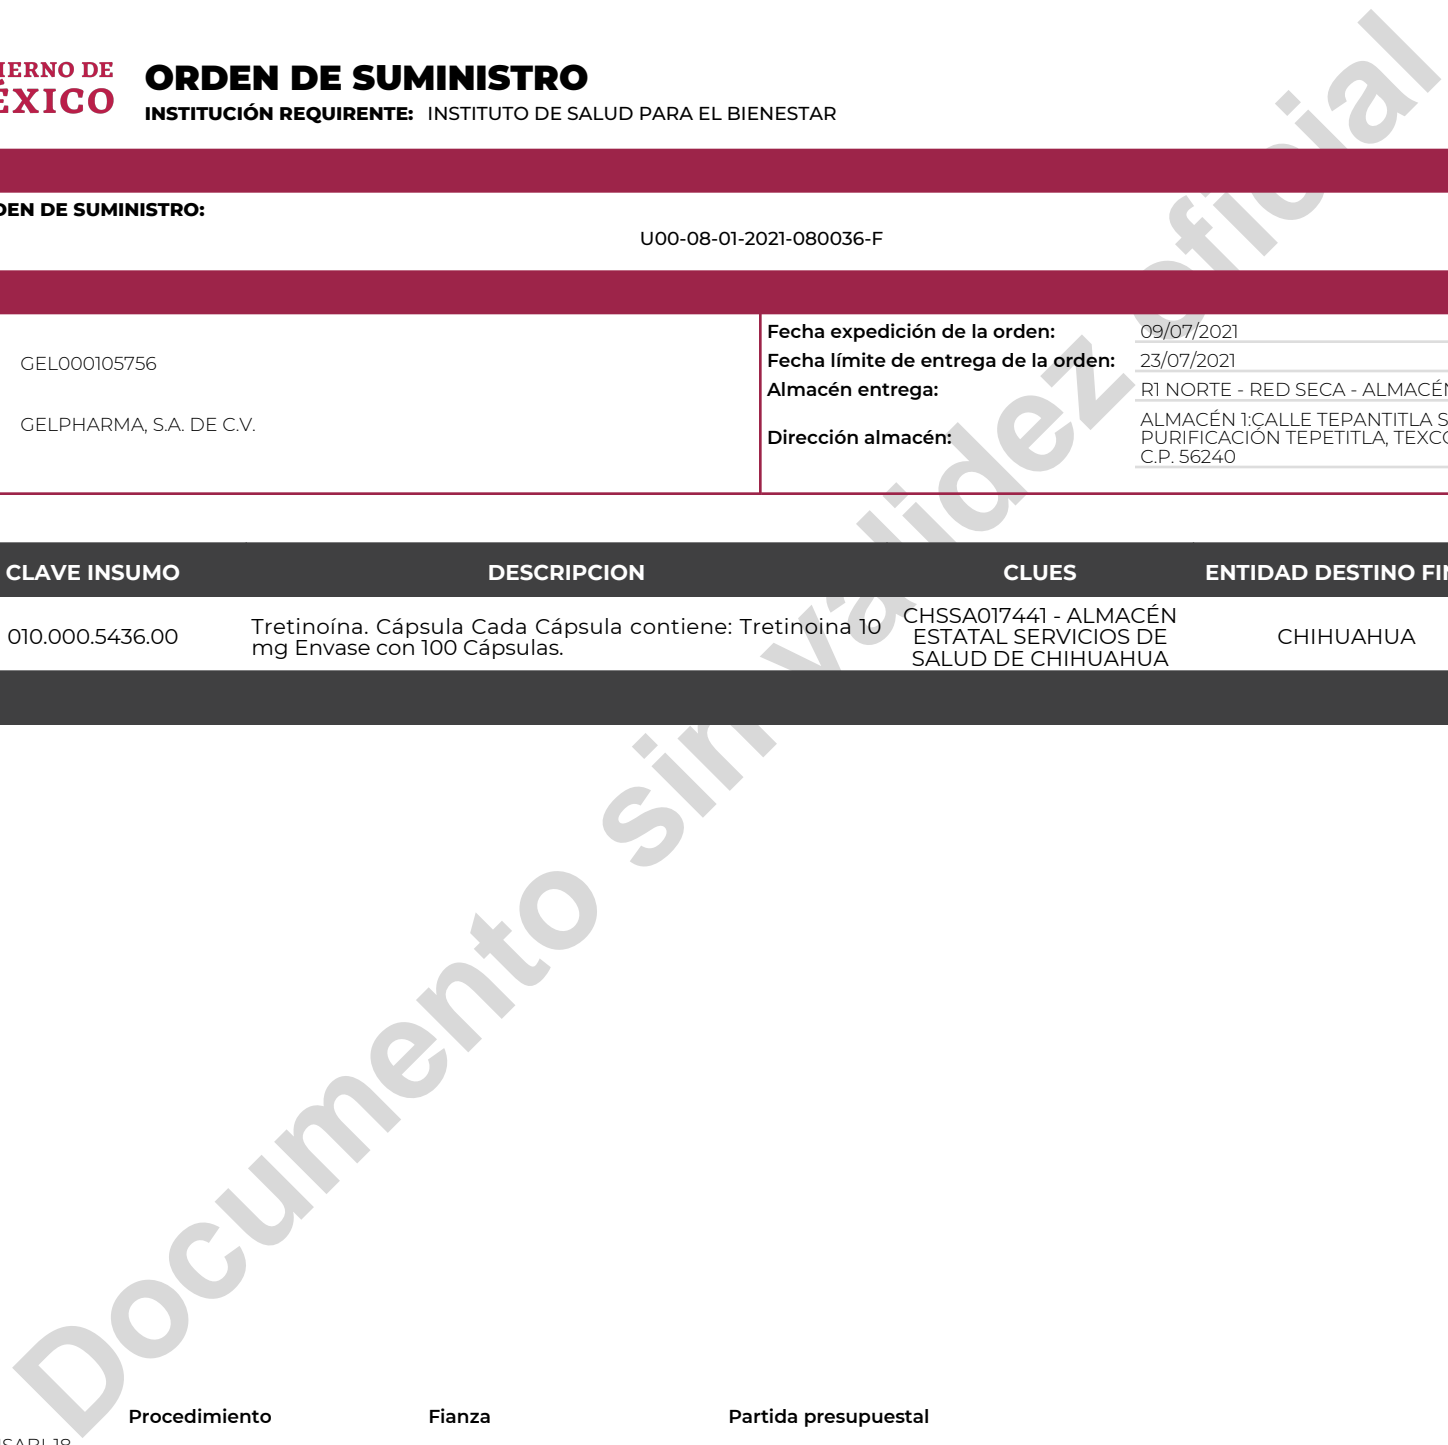 IERNO DE
ÉXICO
ORDEN DE SUMINISTRO
INSTITUCIÓN REQUIRENTE: INSTITUTO DE SALUD PARA EL BIENESTAR
DEN DE SUMINISTRO:
U00-08-01-2021-080036-F
GEL000105756
GELPHARMA, S.A. DE C.V.
Fecha expedición de la orden: 09/07/2021
Fecha límite de entrega de la orden: 23/07/2021
Almacén entrega: R1 NORTE - RED SECA - ALMACÉN
Dirección almacén: ALMACÉN 1:CALLE TEPANTITLA S
PURIFICACIÓN TEPETITLA, TEXCO
C.P. 56240
CLAVE INSUMO DESCRIPCION CLUES ENTIDAD DESTINO FIN
010.000.5436.00
Tretinoína. Cápsula Cada Cápsula contiene: Tretinoina 10
mg Envase con 100 Cápsulas.
CHSSA017441 - ALMACÉN
ESTATAL SERVICIOS DE
SALUD DE CHIHUAHUA
CHIHUAHUA
Documento sin validez oficial
Procedimiento Fianza Partida presupuestal